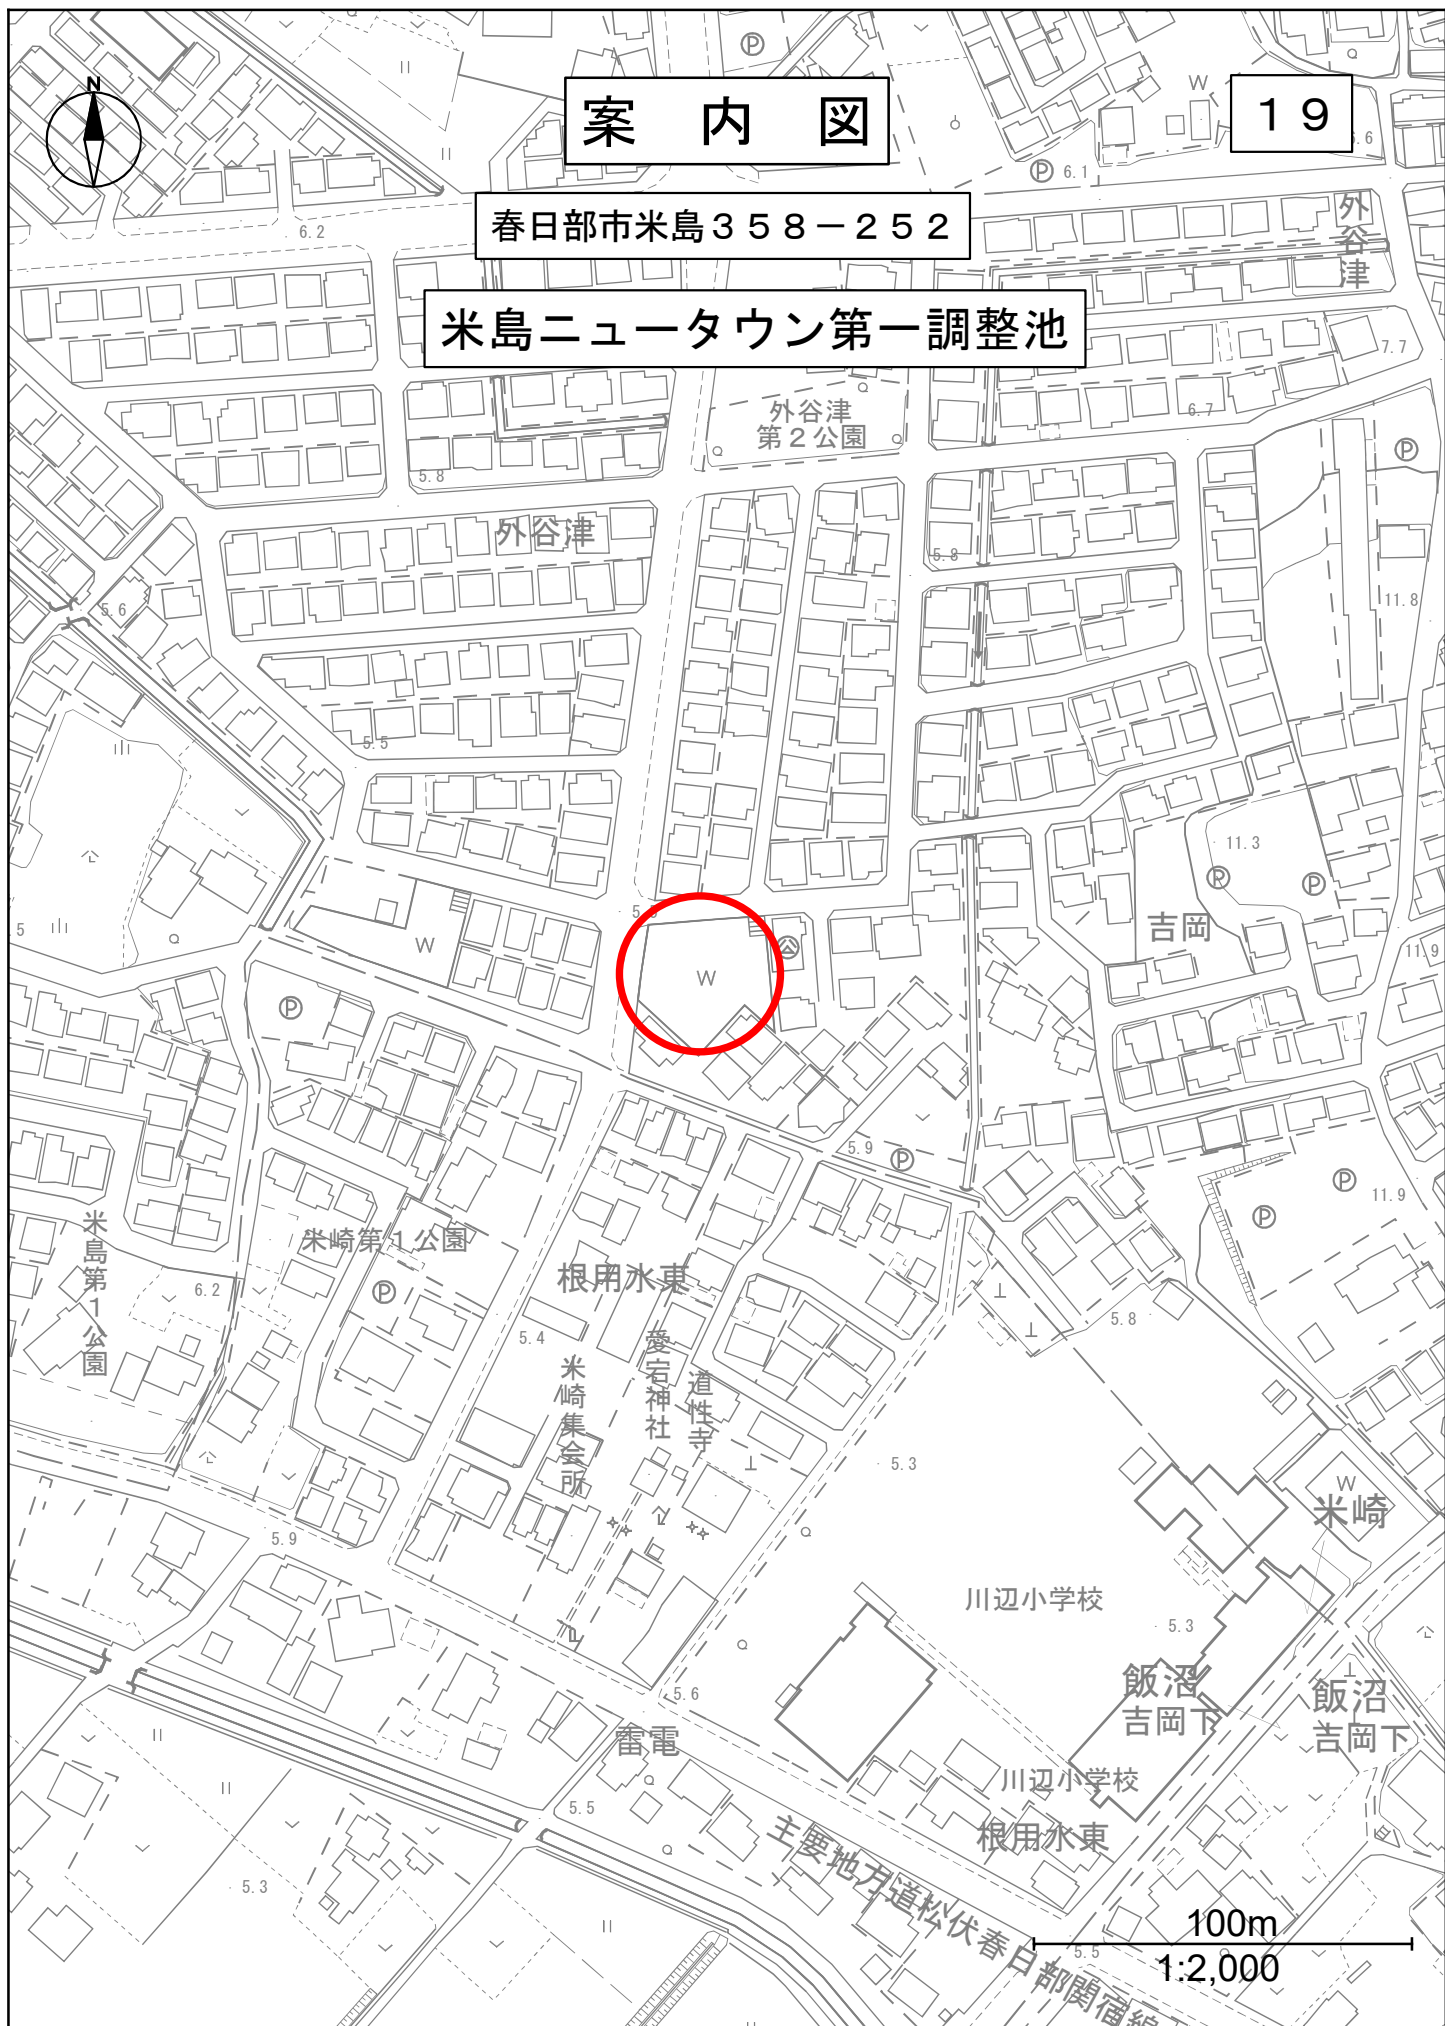 N
案 内 図
19
春日部市米島358-252
米島ニュータウン第一調整池
P
W
P
6.1
6.6
6.2
外谷津
7.7
外谷津
第2公園
6.7
P
5.8
外谷津
5.8
5.6
11.8
5.5
11.3
P
P
5
5.5
吉岡
W
W
11.9
P
5.9
P
11.9
P
P
米島第1公園
米崎第1公園
6.2
P
根用水東
5.4
5.8
愛宕神社
米崎集会所
道性寺
5.3
W
米崎
5.9
川辺小学校
5.3
飯沼
吉岡下
飯沼
吉岡下
5.6
雷電
川辺小学校
5.5
根用水東
5.3
主要地方道松伏春日部関宿線
100m
5.5
1:2,000